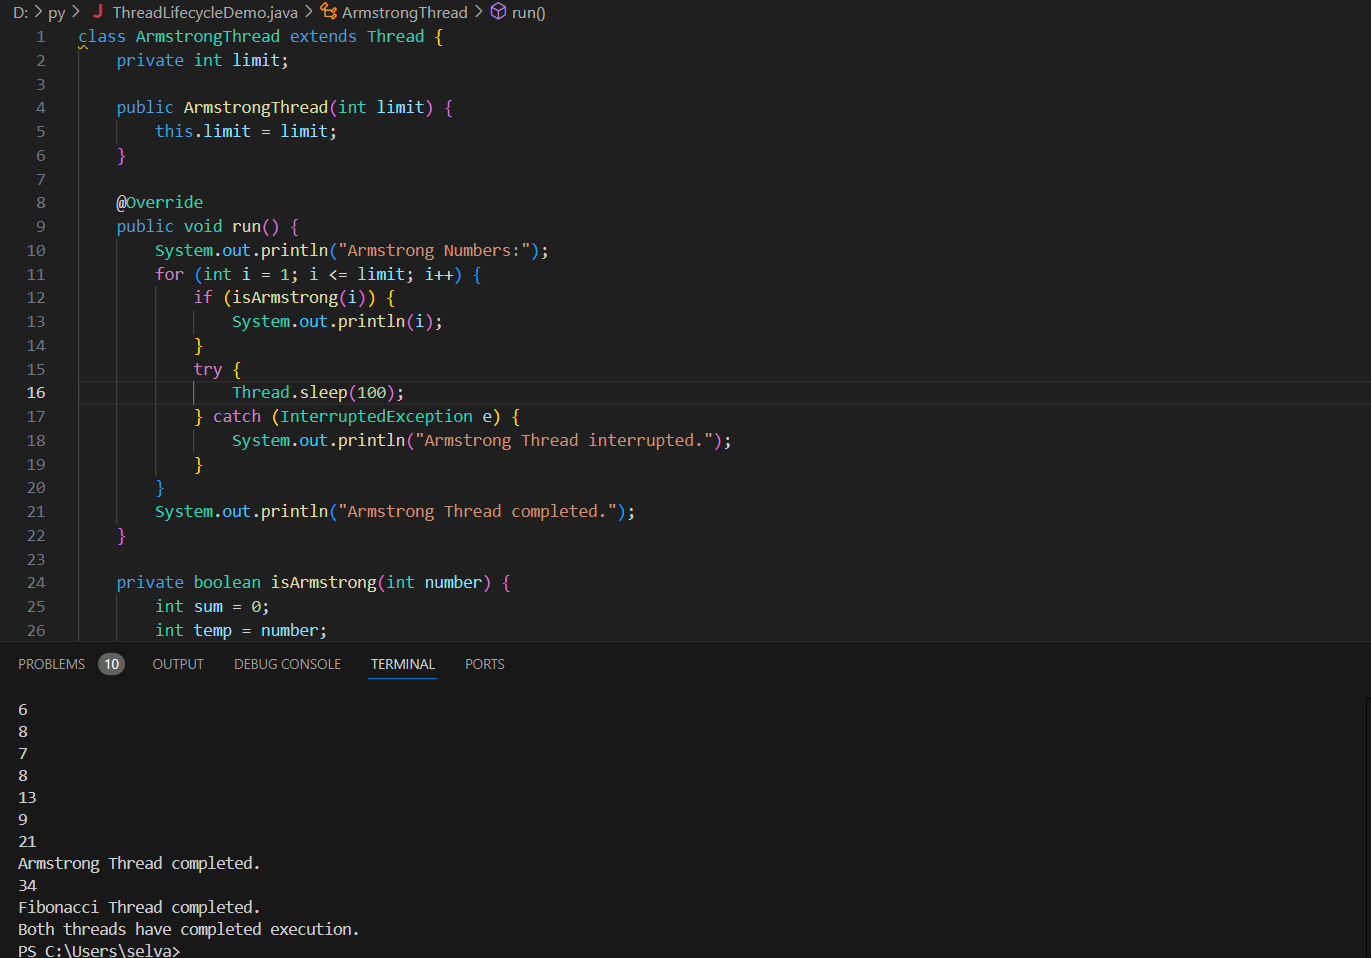 D: > py > J ThreadLifecycleDemo.java > ArmstrongThread > run()
1 class ArmstrongThread extends Thread {
2     private int limit;
3
4     public ArmstrongThread(int limit) {
5         this.limit = limit;
6     }
7
8     @Override
9     public void run() {
10         System.out.println("Armstrong Numbers:");
11         for (int i = 1; i <= limit; i++) {
12             if (isArmstrong(i)) {
13                 System.out.println(i);
14             }
15             try {
16                 Thread.sleep(100);
17             } catch (InterruptedException e) {
18                 System.out.println("Armstrong Thread interrupted.");
19             }
20         }
21         System.out.println("Armstrong Thread completed.");
22     }
23
24     private boolean isArmstrong(int number) {
25         int sum = 0;
26         int temp = number;
PROBLEMS 10 OUTPUT DEBUG CONSOLE TERMINAL PORTS
6
8
7
8
13
9
21
Armstrong Thread completed.
34
Fibonacci Thread completed.
Both threads have completed execution.
PS C:\Users\selva>